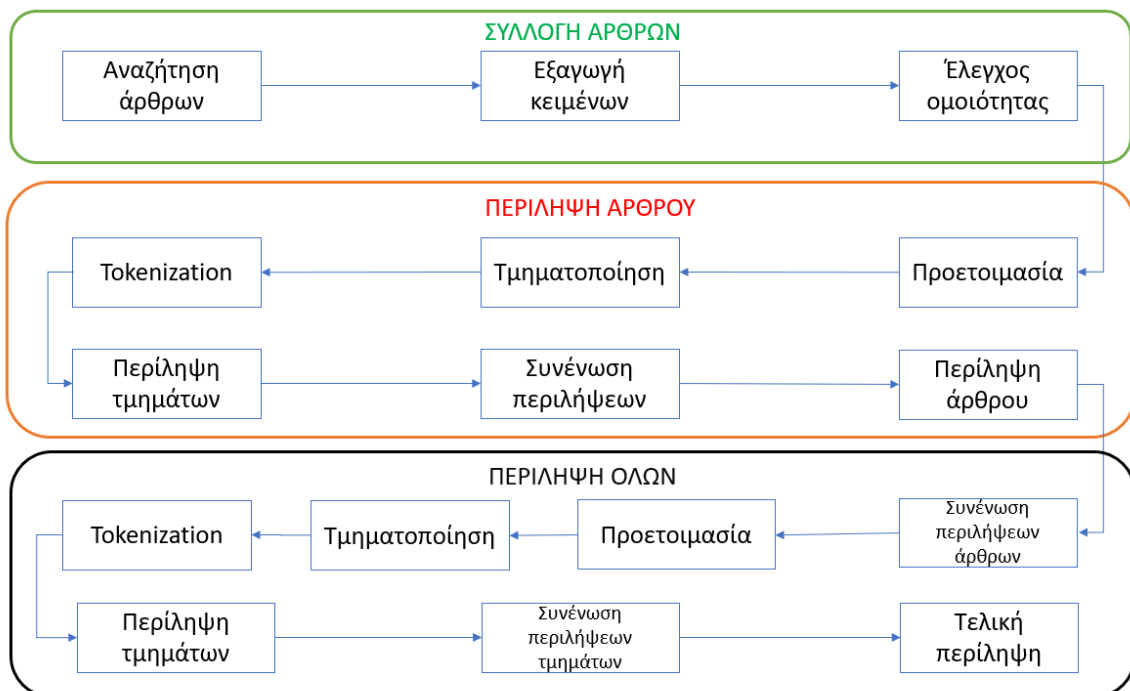 ΣΥΛΛΟΓΗ ΑΡΘΡΩΝ
Αναζήτηση
άρθρων
Εξαγωγή
κειμένων
Έλεγχος
ομοιότητας
ΠΕΡΙΛΗΨΗ ΑΡΘΡΟΥ
Tokenization
Τμηματοποίηση
Προετοιμασία
Περίληψη
τμημάτων
Συνένωση
περιλήψεων
Περίληψη
άρθρου
ΠΕΡΙΛΗΨΗ ΟΛΩΝ
Tokenization
Τμηματοποίηση
Προετοιμασία
Συνένωση
περιλήψεων
άρθρων
Περίληψη
τμημάτων
Συνένωση
περιλήψεων
τμημάτων
Τελική
περίληψη